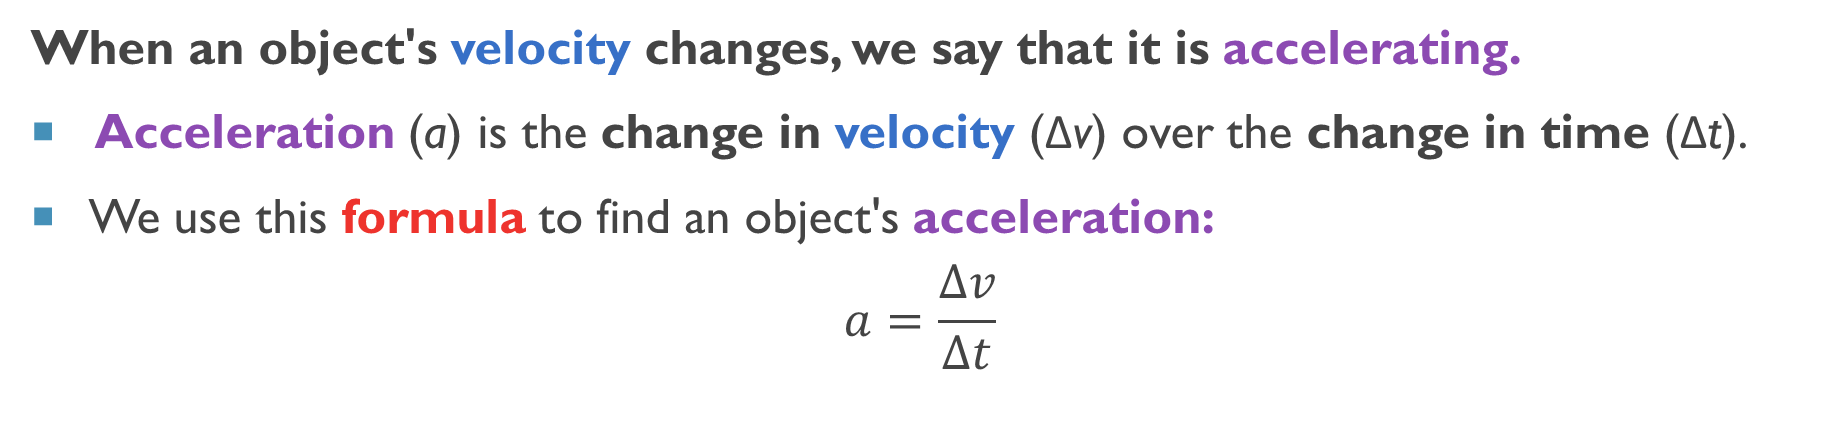 When an object's velocity changes, we say that it is accelerating.
▪ Acceleration (a) is the change in velocity (Δv) over the change in time (Δt).
▪ We use this formula to find an object's acceleration:
a = Δv/Δt